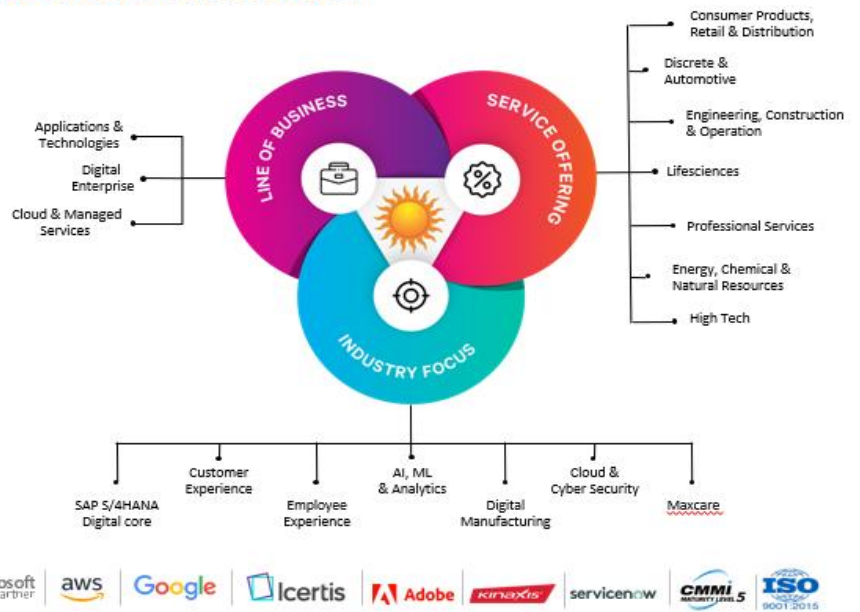 LINE OF BUSINESS
SERVICE OFFERING
INDUSTRY FOCUS
Applications &
Technologies
Digital
Enterprise
Cloud & Managed
Services
Consumer Products,
Retail & Distribution
Discrete &
Automotive
Engineering, Construction
& Operation
Lifesciences
Professional Services
Energy, Chemical &
Natural Resources
High Tech
SAP S/4HANA
Digital core
Customer
Experience
Employee
Experience
AI, ML
& Analytics
Digital
Manufacturing
Cloud &
Cyber Security
Maxcare
aws
Google
Icertis
Adobe
KINAXIS
servicenow
CMMI 5
MATURITY LEVEL
ISO
9001:2015